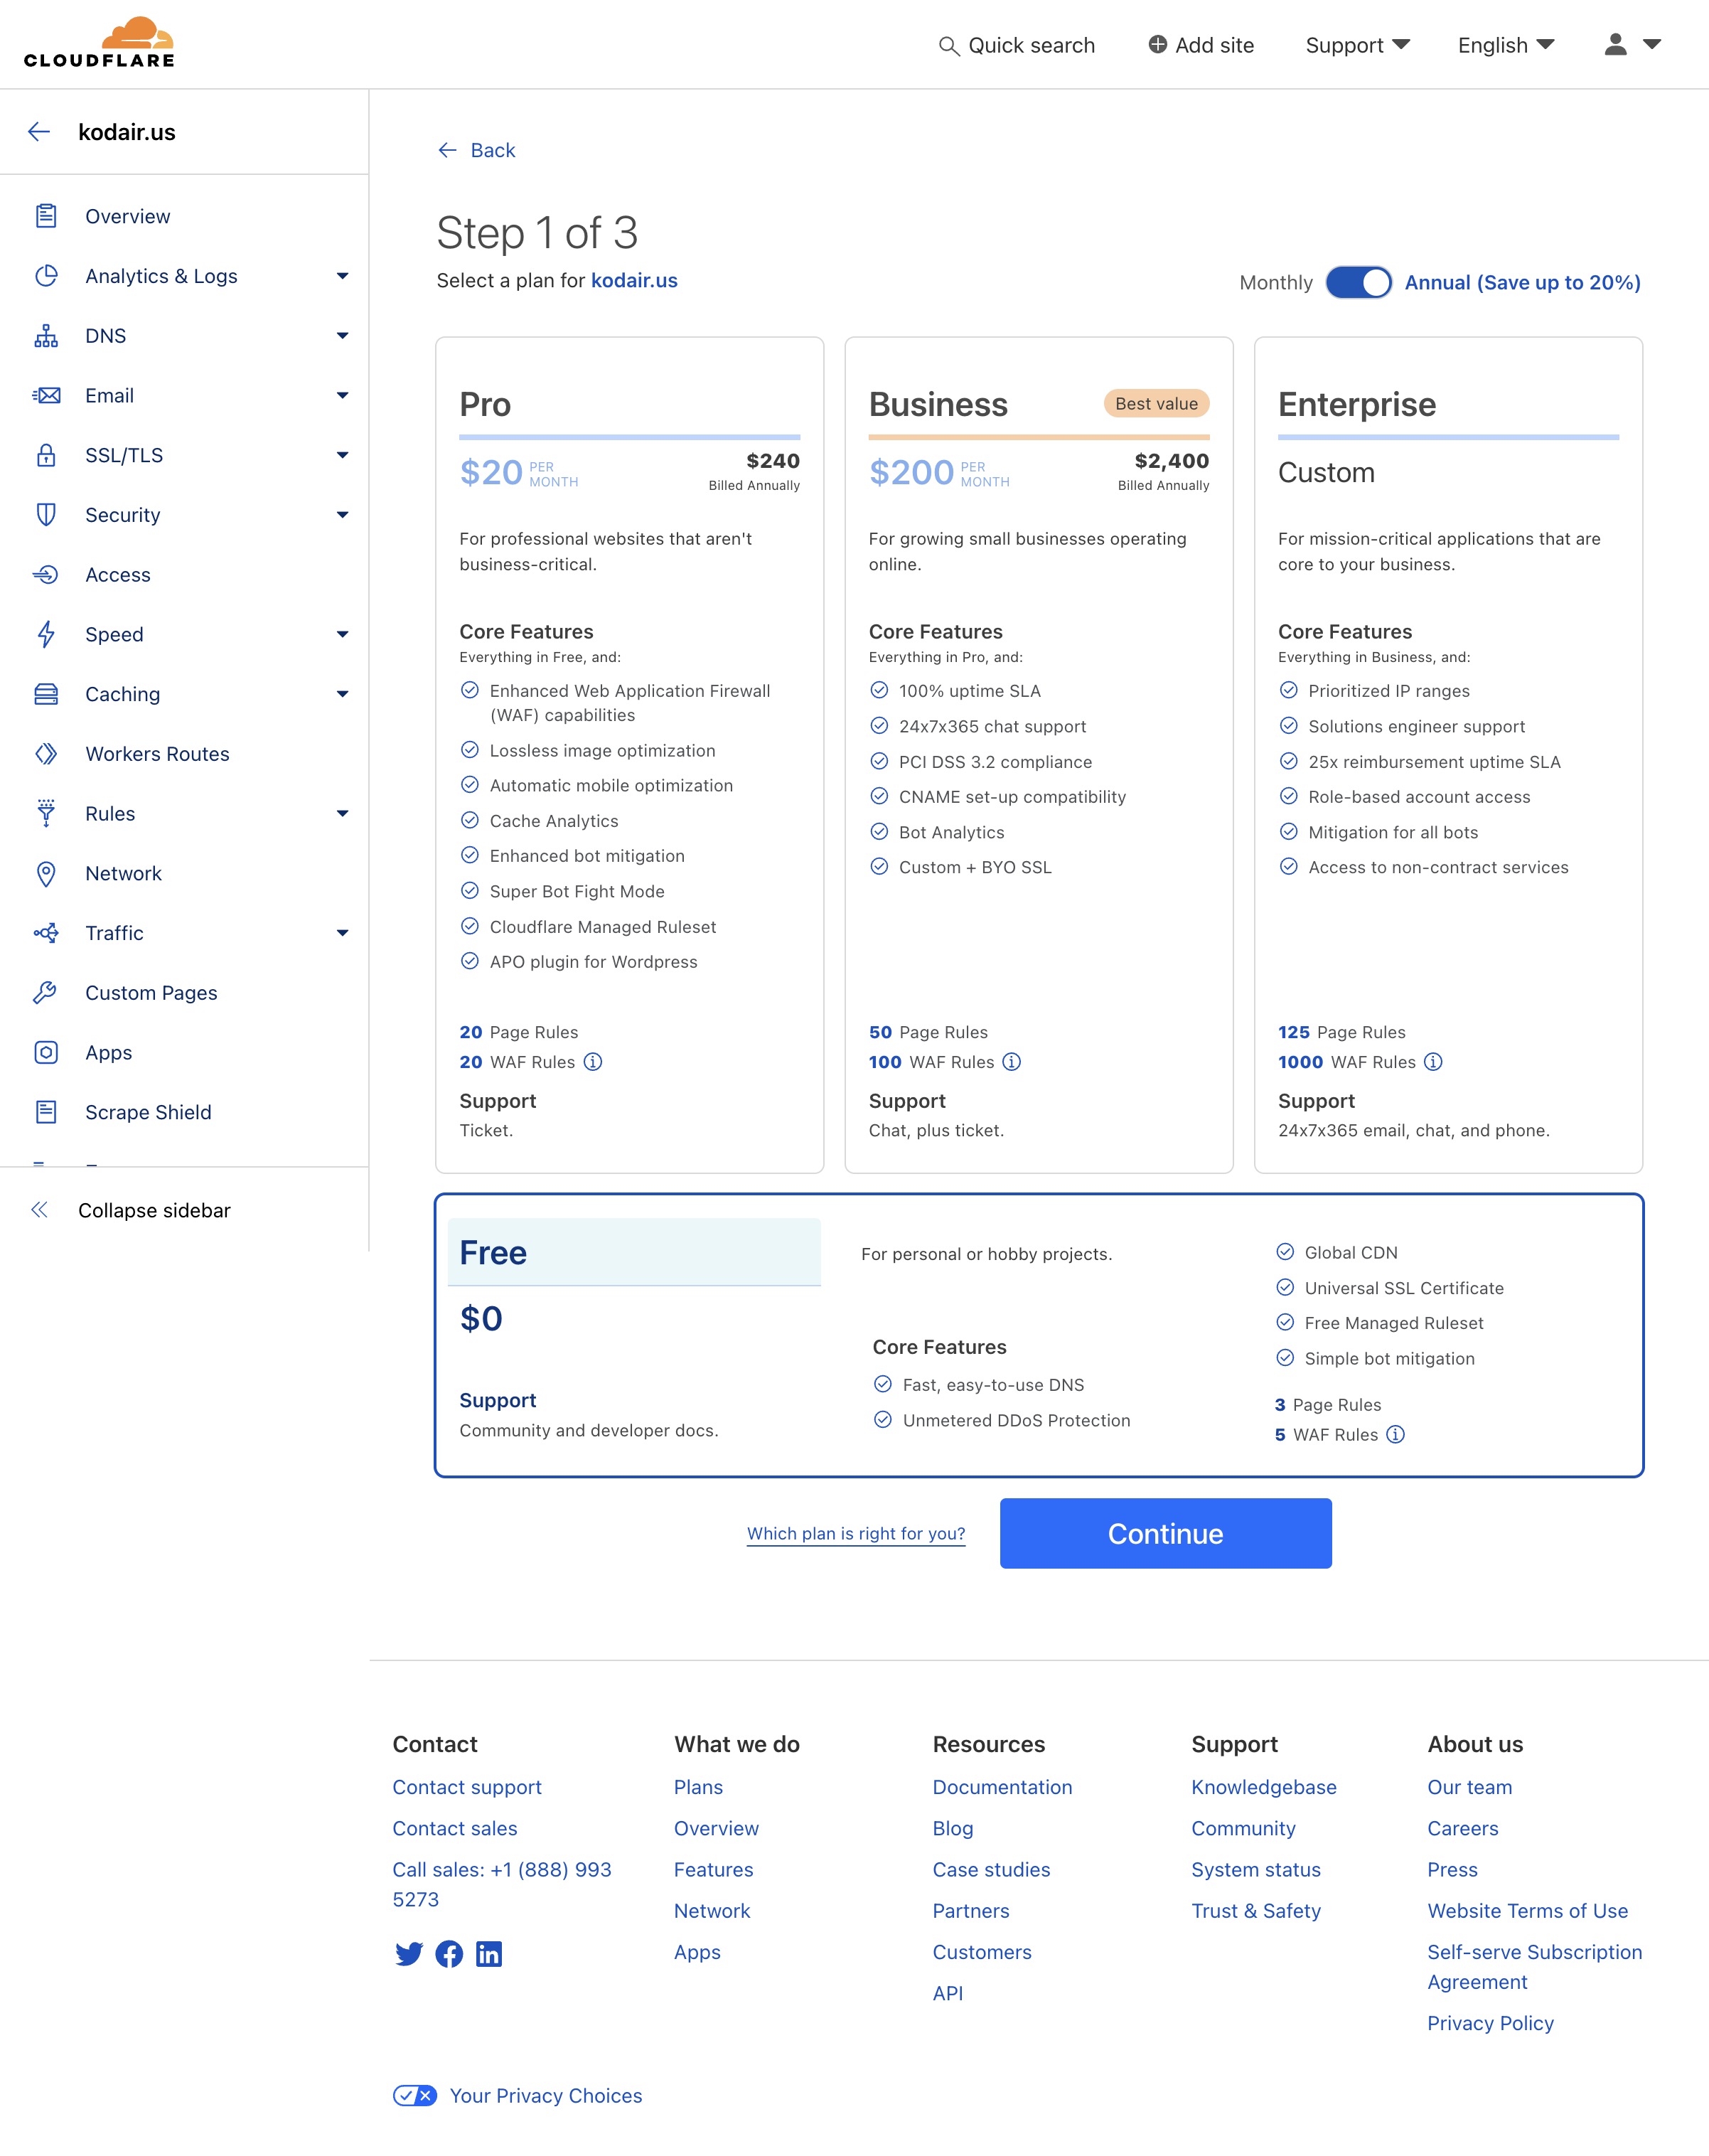 CLOUDFLARE
Quick search
Add site
Support
English
kodair.us
Overview
Analytics & Logs
DNS
Email
SSL/TLS
Security
Access
Speed
Caching
Workers Routes
Rules
Network
Traffic
Custom Pages
Apps
Scrape Shield
Collapse sidebar
Back
Step 1 of 3
Select a plan for kodair.us
Monthly
Annual (Save up to 20%)
Pro
$20 PER
MONTH
$240
Billed Annually
For professional websites that aren't
business-critical.
Core Features
Everything in Free, and:
Enhanced Web Application Firewall
(WAF) capabilities
Lossless image optimization
Automatic mobile optimization
Cache Analytics
Enhanced bot mitigation
Super Bot Fight Mode
Cloudflare Managed Ruleset
APO plugin for Wordpress
20 Page Rules
20 WAF Rules
Support
Ticket.
Business
Best value
$200 PER
MONTH
$2,400
Billed Annually
For growing small businesses operating
online.
Core Features
Everything in Pro, and:
100% uptime SLA
24x7x365 chat support
PCI DSS 3.2 compliance
CNAME set-up compatibility
Bot Analytics
Custom + BYO SSL
50 Page Rules
100 WAF Rules
Support
Chat, plus ticket.
Enterprise
Custom
For mission-critical applications that are
core to your business.
Core Features
Everything in Business, and:
Prioritized IP ranges
Solutions engineer support
25x reimbursement uptime SLA
Role-based account access
Mitigation for all bots
Access to non-contract services
125 Page Rules
1000 WAF Rules
Support
24x7x365 email, chat, and phone.
Free
$0
Support
Community and developer docs.
For personal or hobby projects.
Core Features
Fast, easy-to-use DNS
Unmetered DDoS Protection
Global CDN
Universal SSL Certificate
Free Managed Ruleset
Simple bot mitigation
3 Page Rules
5 WAF Rules
Which plan is right for you?
Continue
Contact
Contact support
Contact sales
Call sales: +1 (888) 993
5273
What we do
Plans
Overview
Features
Network
Apps
Resources
Documentation
Blog
Case studies
Partners
Customers
API
Support
Knowledgebase
Community
System status
Trust & Safety
About us
Our team
Careers
Press
Website Terms of Use
Self-serve Subscription
Agreement
Privacy Policy
Your Privacy Choices